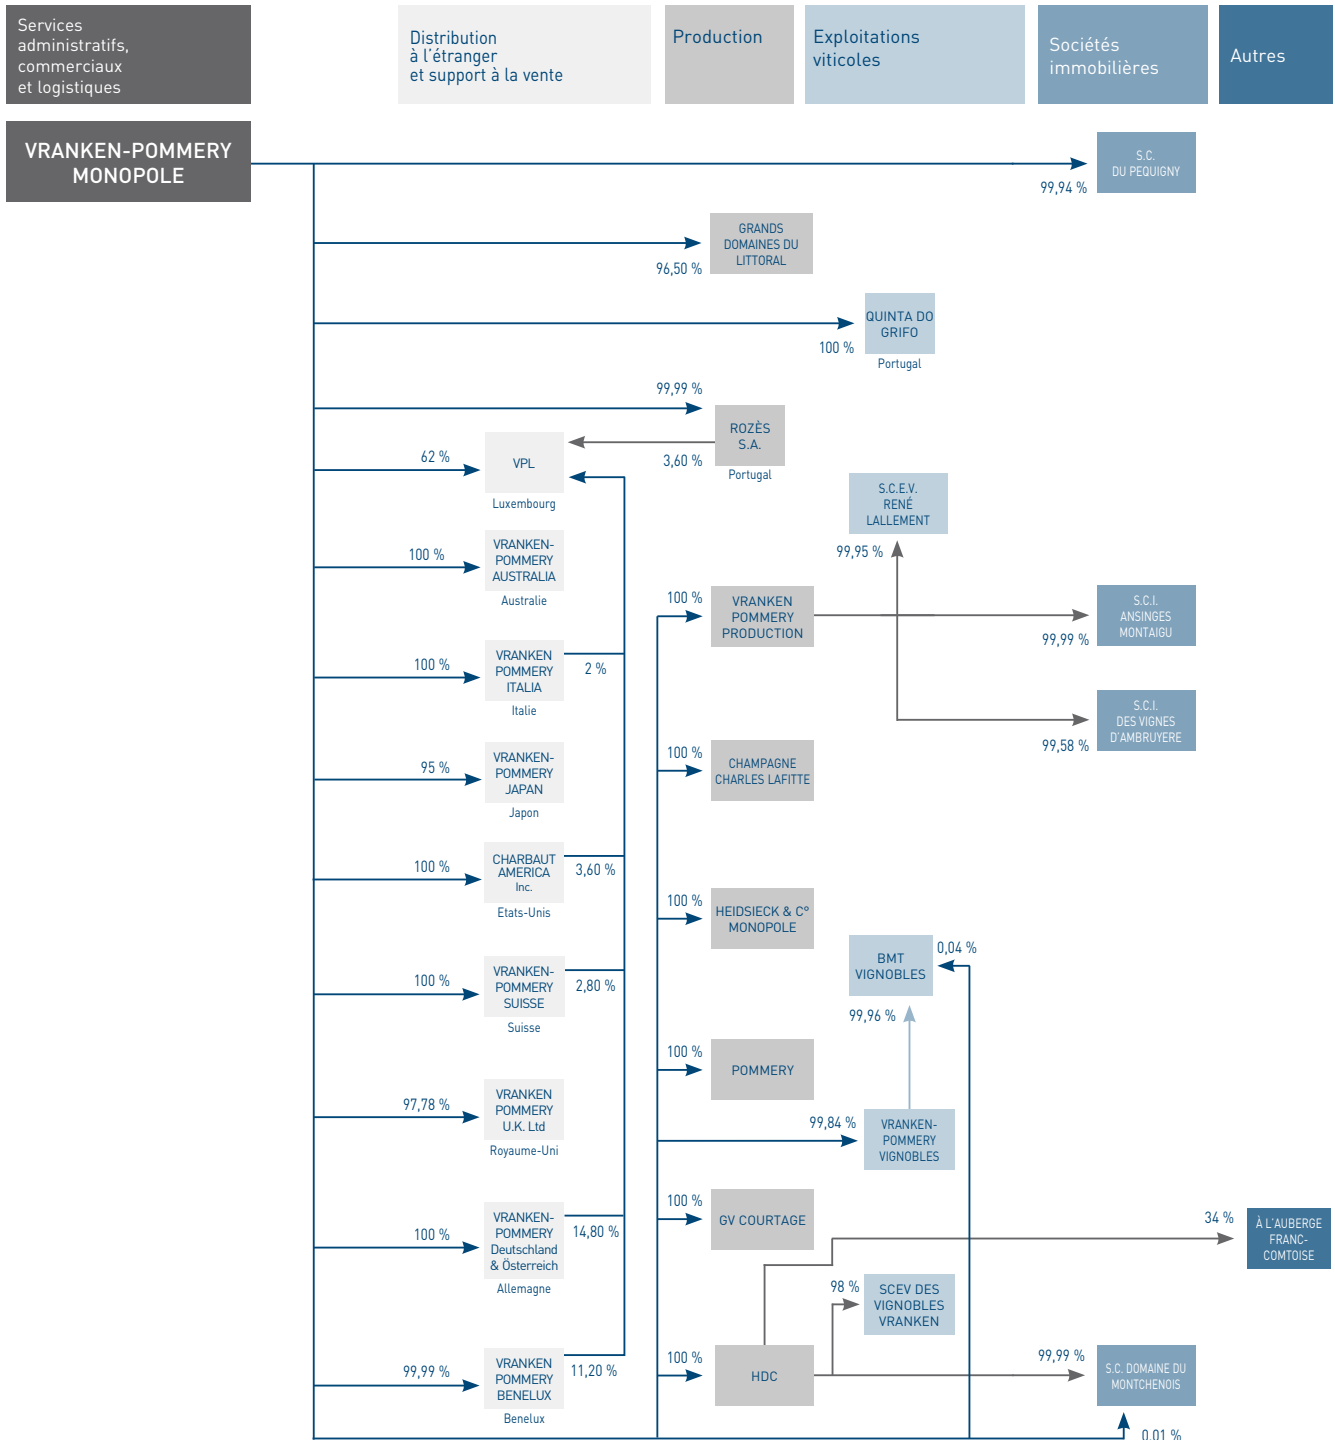 Services
administratifs,
commerciaux
et logistiques
Distribution
à l'étranger
et support à la vente
Production
Exploitations
viticoles
Sociétés
immobilières
Autres
VRANKEN-POMMERY
MONOPOLE
S.C.
DU PEQUIGNY
99,94 %
GRANDS
DOMAINES DU
LITTORAL
96,50 %
QUINTA DO
GRIFO
100 %
Portugal
99,99 %
ROZÈS
S.A.
3,60 %
Portugal
62 %
VPL
Luxembourg
S.C.E.V.
RENÉ
LALLEMENT
99,95 %
100 %
VRANKEN-
POMMERY
AUSTRALIA
Australie
100 %
VRANKEN
POMMERY
PRODUCTION
S.C.I.
ANSINGES
MONTAIGU
99,99 %
100 %
VRANKEN
POMMERY
ITALIA
2 %
Italie
S.C.I.
DES VIGNES
D'AMBRUYERE
99,58 %
95 %
VRANKEN-
POMMERY
JAPAN
Japon
100 %
CHAMPAGNE
CHARLES LAFITTE
100 %
CHARBAUT
AMERICA
Inc.
3,60 %
Etats-Unis
100 %
HEIDSIECK & C°
MONOPOLE
BMT
VIGNOBLES
0,04 %
99,96 %
100 %
VRANKEN-
POMMERY
SUISSE
2,80 %
Suisse
100 %
POMMERY
97,78 %
VRANKEN
POMMERY
U.K. Ltd
Royaume-Uni
99,84 %
VRANKEN-
POMMERY
VIGNOBLES
100 %
VRANKEN-
POMMERY
Deutschland
& Österreich
14,80 %
Allemagne
100 %
GV COURTAGE
34 %
À L'AUBERGE
FRANC-
COMTOISE
98 %
SCEV DES
VIGNOBLES
VRANKEN
99,99 %
VRANKEN
POMMERY
BENELUX
11,20 %
Benelux
100 %
HDC
99,99 %
S.C. DOMAINE DU
MONTCHENOIS
0,01 %